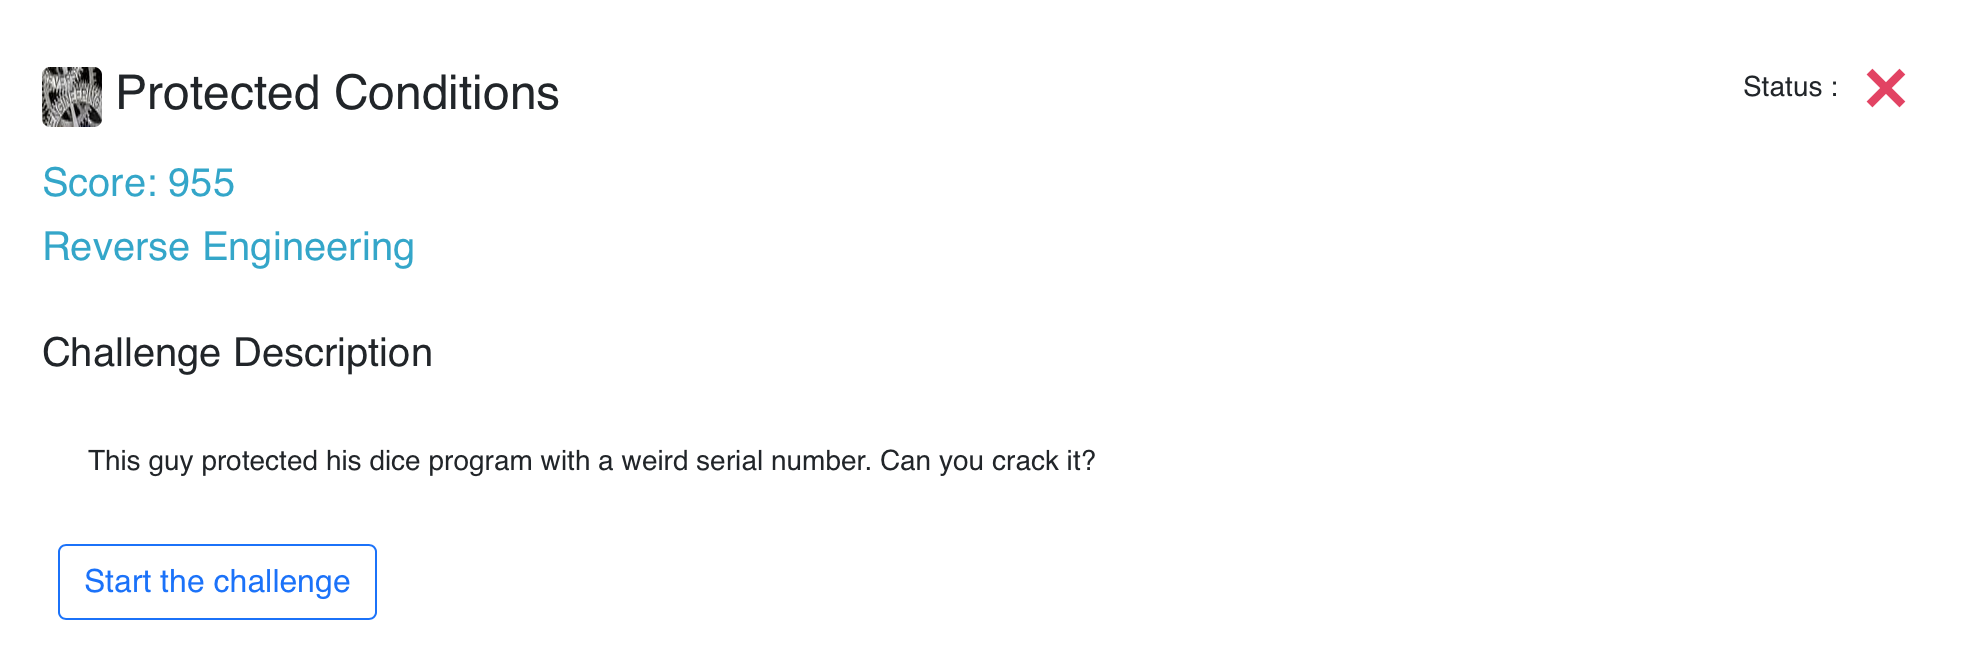 Protected Conditions
Status :
Score: 955
Reverse Engineering
Challenge Description
This guy protected his dice program with a weird serial number. Can you crack it?
Start the challenge